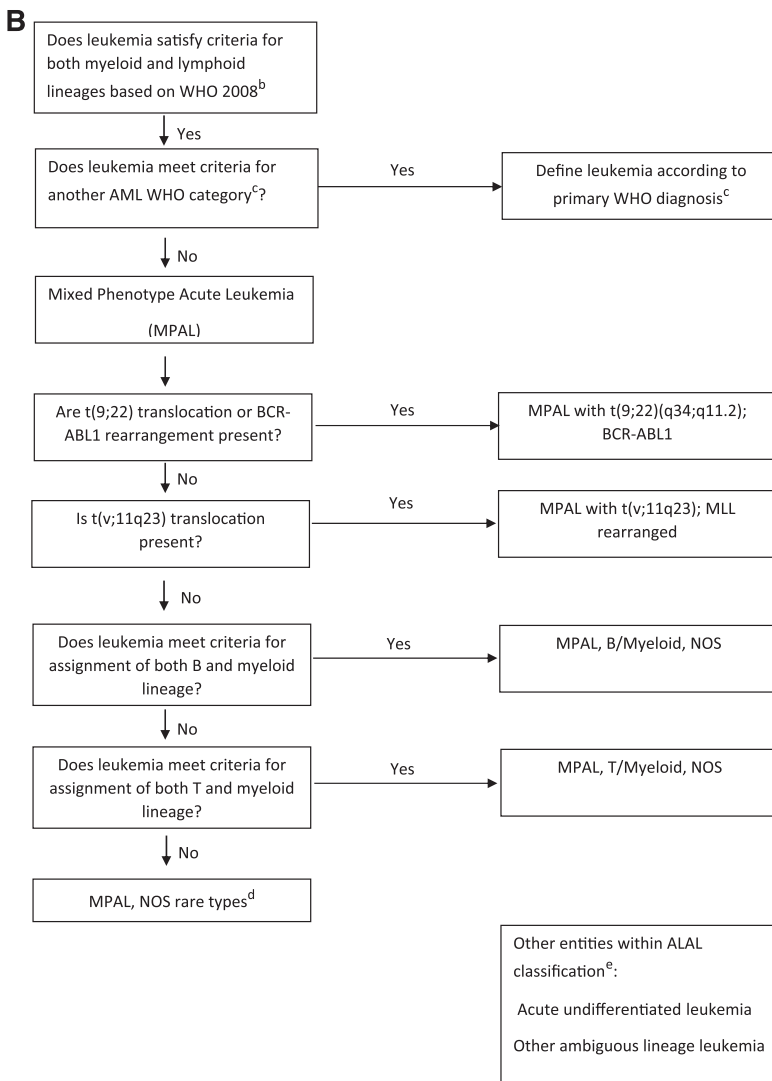 B
Does leukemia satisfy criteria for
both myeloid and lymphoid
lineages based on WHO 2008b
Yes
Does leukemia meet criteria for
another AML WHO categoryc?
Yes
Define leukemia according to
primary WHO diagnosisc
No
Mixed Phenotype Acute Leukemia
(MPAL)
Are t(9;22) translocation or BCR-
ABL1 rearrangement present?
Yes
MPAL with t(9;22)(q34;q11.2);
BCR-ABL1
No
Is t(v;11q23) translocation
present?
Yes
MPAL with t(v;11q23); MLL
rearranged
No
Does leukemia meet criteria for
assignment of both B and myeloid
lineage?
Yes
MPAL, B/Myeloid, NOS
No
Does leukemia meet criteria for
assignment of both T and myeloid
lineage?
Yes
MPAL, T/Myeloid, NOS
No
MPAL, NOS rare typesd
Other entities within ALAL
classificatione:
Acute undifferentiated leukemia
Other ambiguous lineage leukemia